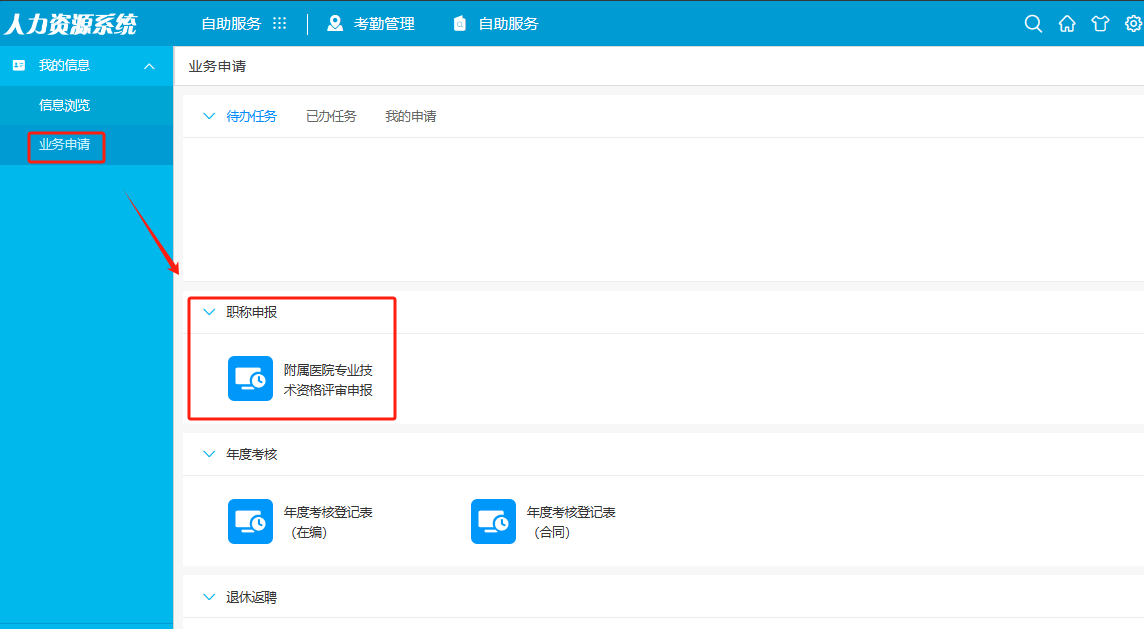 人力资源系统
自助服务
考勤管理
自助服务
我的信息
信息浏览
业务申请
业务申请
待办任务
已办任务
我的申请
职称申报
附属医院专业技
术资格评审申报
年度考核
年度考核登记表
（在编）
年度考核登记表
（合同）
退休返聘